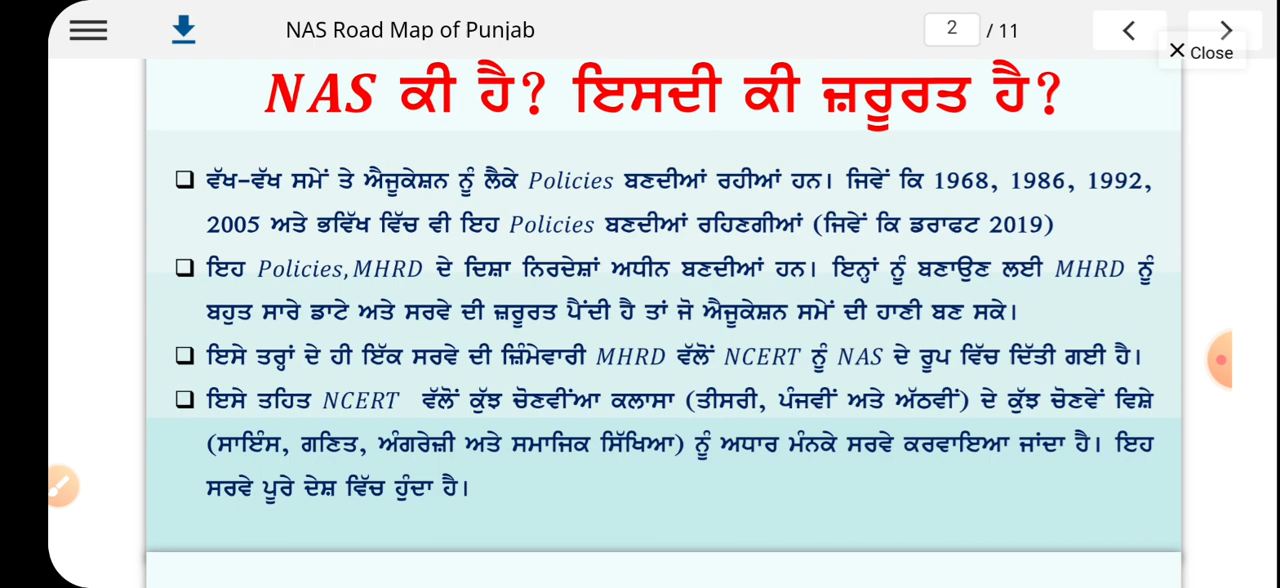 NAS Road Map of Punjab
2 / 11
× Close
NAS ਕੀ ਹੈ? ਇਸਦੀ ਕੀ ਜ਼ਰੂਰਤ ਹੈ?
❑ ਵੱਖ-ਵੱਖ ਸਮੇਂ ਤੇ ਐਜੂਕੇਸ਼ਨ ਨੂੰ ਲੈਕੇ Policies ਬਣਦੀਆਂ ਰਹੀਆਂ ਹਨ। ਜਿਵੇਂ ਕਿ 1968, 1986, 1992,
2005 ਅਤੇ ਭਵਿੱਖ ਵਿੱਚ ਵੀ ਇਹ Policies ਬਣਦੀਆਂ ਰਹਿਣਗੀਆਂ (ਜਿਵੇਂ ਕਿ ਡਰਾਫਟ 2019)
❑ ਇਹ Policies,MHRD ਦੇ ਦਿਸ਼ਾ ਨਿਰਦੇਸ਼ਾਂ ਅਧੀਨ ਬਣਦੀਆਂ ਹਨ। ਇਨ੍ਹਾਂ ਨੂੰ ਬਣਾਉਣ ਲਈ MHRD ਨੂੰ
ਬਹੁਤ ਸਾਰੇ ਡਾਟੇ ਅਤੇ ਸਰਵੇ ਦੀ ਜ਼ਰੂਰਤ ਪੈਂਦੀ ਹੈ ਤਾਂ ਜੋ ਐਜੂਕੇਸ਼ਨ ਸਮੇਂ ਦੀ ਹਾਣੀ ਬਣ ਸਕੇ।
❑ ਇਸੇ ਤਰ੍ਹਾਂ ਦੇ ਹੀ ਇੱਕ ਸਰਵੇ ਦੀ ਜ਼ਿੰਮੇਵਾਰੀ MHRD ਵੱਲੋਂ NCERT ਨੂੰ NAS ਦੇ ਰੂਪ ਵਿੱਚ ਦਿੱਤੀ ਗਈ ਹੈ।
❑ ਇਸੇ ਤਹਿਤ NCERT ਵੱਲੋਂ ਕੁੱਝ ਚੋਣਵੀਂਆ ਕਲਾਸਾ (ਤੀਸਰੀ, ਪੰਜਵੀਂ ਅਤੇ ਅੱਠਵੀਂ) ਦੇ ਕੁੱਝ ਚੋਣਵੇਂ ਵਿਸ਼ੇ
(ਸਾਇੰਸ, ਗਣਿਤ, ਅੰਗਰੇਜ਼ੀ ਅਤੇ ਸਮਾਜਿਕ ਸਿੱਖਿਆ) ਨੂੰ ਅਧਾਰ ਮੰਨਕੇ ਸਰਵੇ ਕਰਵਾਇਆ ਜਾਂਦਾ ਹੈ। ਇਹ
ਸਰਵੇ ਪੂਰੇ ਦੇਸ਼ ਵਿੱਚ ਹੁੰਦਾ ਹੈ।